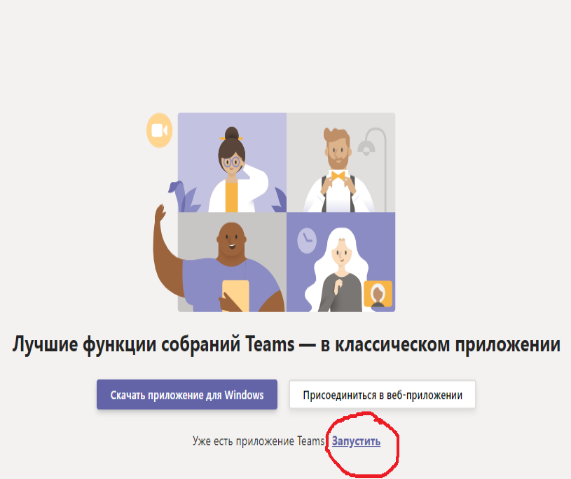 Лучшие функции собраний Teams — в классическом приложении
Скачать приложение для Windows
Присоединиться в веб-приложении
Уже есть приложение Teams Запустить